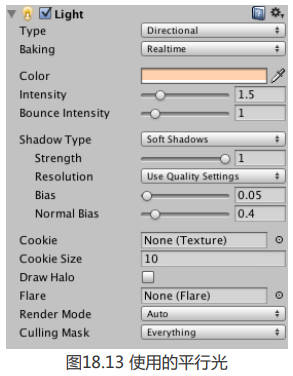 Light
Type Directional
Baking Realtime
Color
Intensity 1.5
Bounce Intensity 1
Shadow Type Soft Shadows
Strength 1
Resolution Use Quality Settings
Bias 0.05
Normal Bias 0.4
Cookie None (Texture)
Cookie Size 10
Draw Halo
Flare None (Flare)
Render Mode Auto
Culling Mask Everything
图18.13 使用的平行光